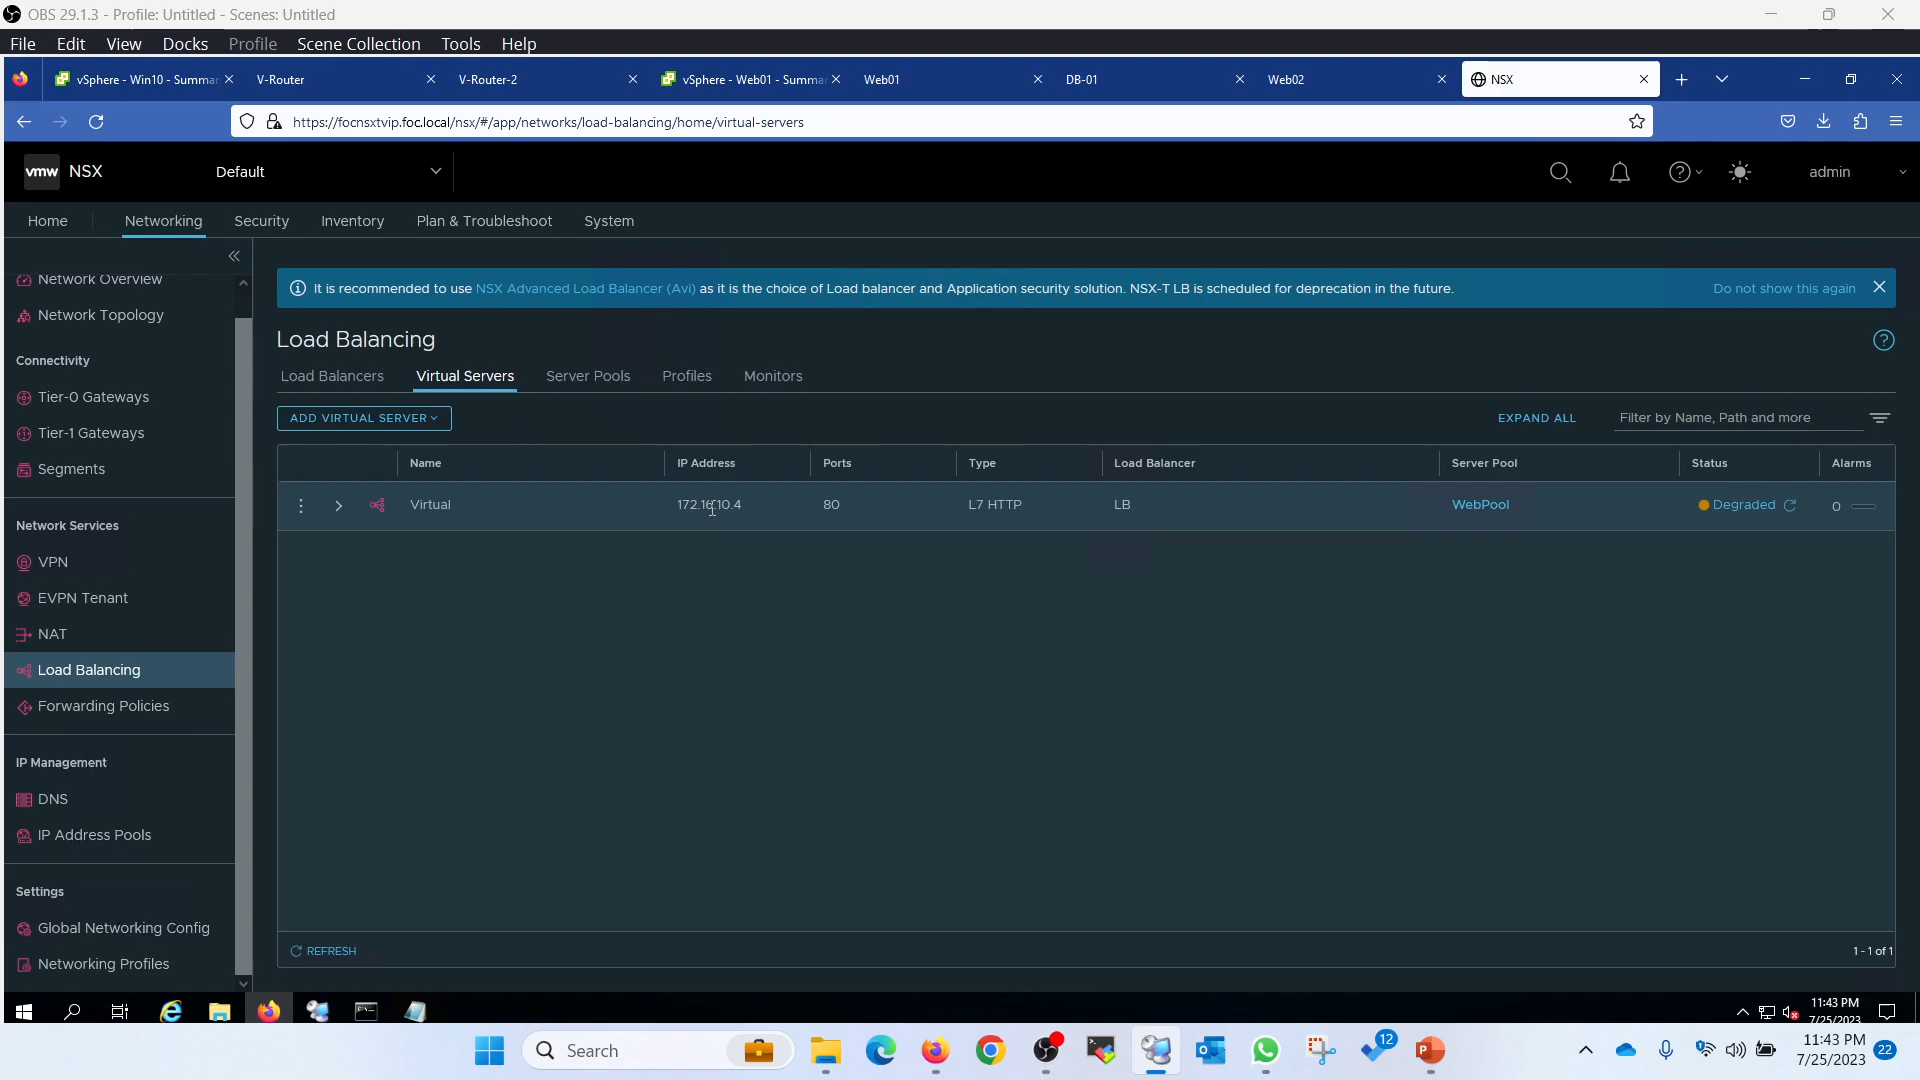 OBS 29.1.3 - Profile: Untitled - Scenes: Untitled
File Edit View Docks Profile Scene Collection Tools Help
vSphere - Win10 - Summar V-Router V-Router-2 vSphere - Web01 - Summar Web01 DB-01 Web02 NSX
https://focnsxtvip.foc.local/nsx/#/app/networks/load-balancing/home/virtual-servers
vmw NSX Default admin
Home Networking Security Inventory Plan & Troubleshoot System
Network Overview
Network Topology
Connectivity
Tier-0 Gateways
Tier-1 Gateways
Segments
Network Services
VPN
EVPN Tenant
NAT
Load Balancing
Forwarding Policies
IP Management
DNS
IP Address Pools
Settings
Global Networking Config
Networking Profiles
It is recommended to use NSX Advanced Load Balancer (Avi) as it is the choice of Load balancer and Application security solution. NSX-T LB is scheduled for deprecation in the future. Do not show this again
Load Balancing
Load Balancers Virtual Servers Server Pools Profiles Monitors
ADD VIRTUAL SERVER EXPAND ALL Filter by Name, Path and more
Name IP Address Ports Type Load Balancer Server Pool Status Alarms
Virtual 172.16.10.4 80 L7 HTTP LB WebPool Degraded 0
REFRESH 1 - 1 of 1
11:43 PM
7/25/2023
Search 12 11:43 PM
7/25/2023 22